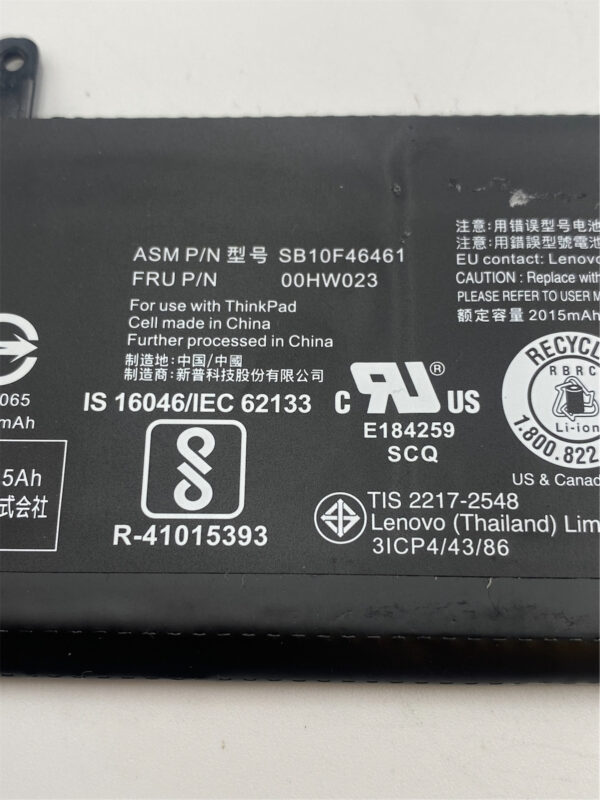 ASM P/N 型号 SB10F46461
FRU P/N 00HW023
For use with ThinkPad
Cell made in China
Further processed in China
制造地:中国/中國
制造商:新普科技股份有限公司
注意:用错误型号电池
注意:用錯誤型號電池
EU contact: Lenovo
CAUTION : Replace with
PLEASE REFER TO USER M
额定容量 2015mAh
065
mAh
IS 16046/IEC 62133
R-41015393
C RU ® US
E184259
SCQ
RECYCL
RBRC
Li-ion
1.800.822.
US & Canada
5Ah
式会社
TIS 2217-2548
Lenovo (Thailand) Lim
3ICP4/43/86